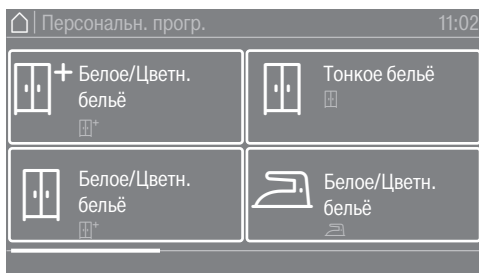 Персональн. прогр. 11:02
Белое/Цветн.
бельё
Тонкое бельё
Белое/Цветн.
бельё
Белое/Цветн.
бельё